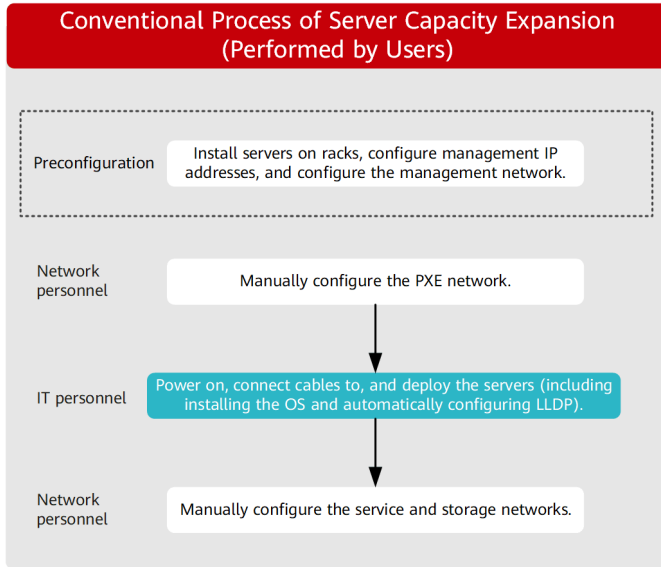 Conventional Process of Server Capacity Expansion
(Performed by Users)
Preconfiguration
Install servers on racks, configure management IP
addresses, and configure the management network.
Network
personnel
Manually configure the PXE network.
IT personnel
Power on, connect cables to, and deploy the servers (including
installing the OS and automatically configuring LLDP).
Network
personnel
Manually configure the service and storage networks.